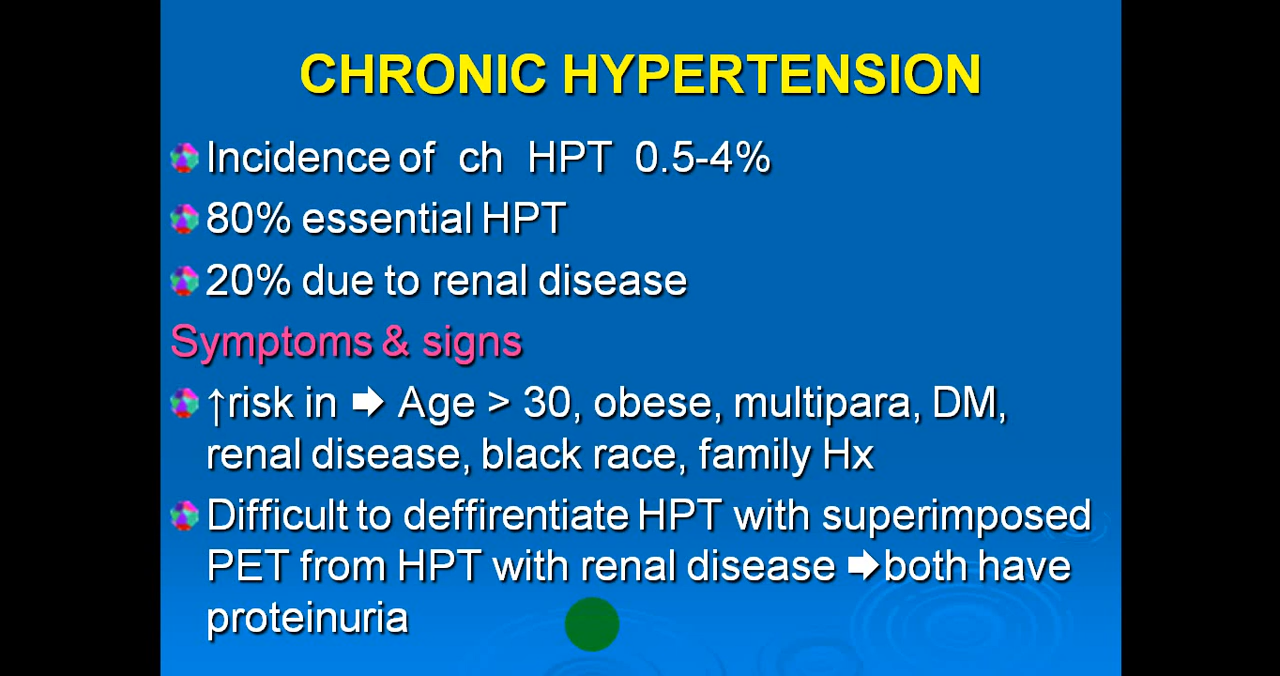 CHRONIC HYPERTENSION
Incidence of ch HPT 0.5-4%
80% essential HPT
20% due to renal disease
Symptoms & signs
↑risk in ➡ Age > 30, obese, multipara, DM,
renal disease, black race, family Hx
Difficult to deffirentiate HPT with superimposed
PET from HPT with renal disease ➡both have
proteinuria